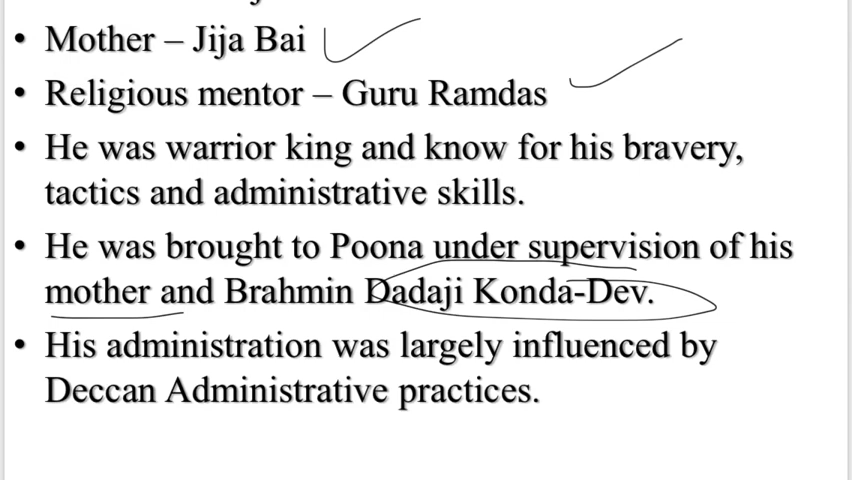 • Mother – Jija Bai
• Religious mentor – Guru Ramdas
• He was warrior king and know for his bravery,
tactics and administrative skills.
• He was brought to Poona under supervision of his
mother and Brahmin Dadaji Konda-Dev.
• His administration was largely influenced by
Deccan Administrative practices.